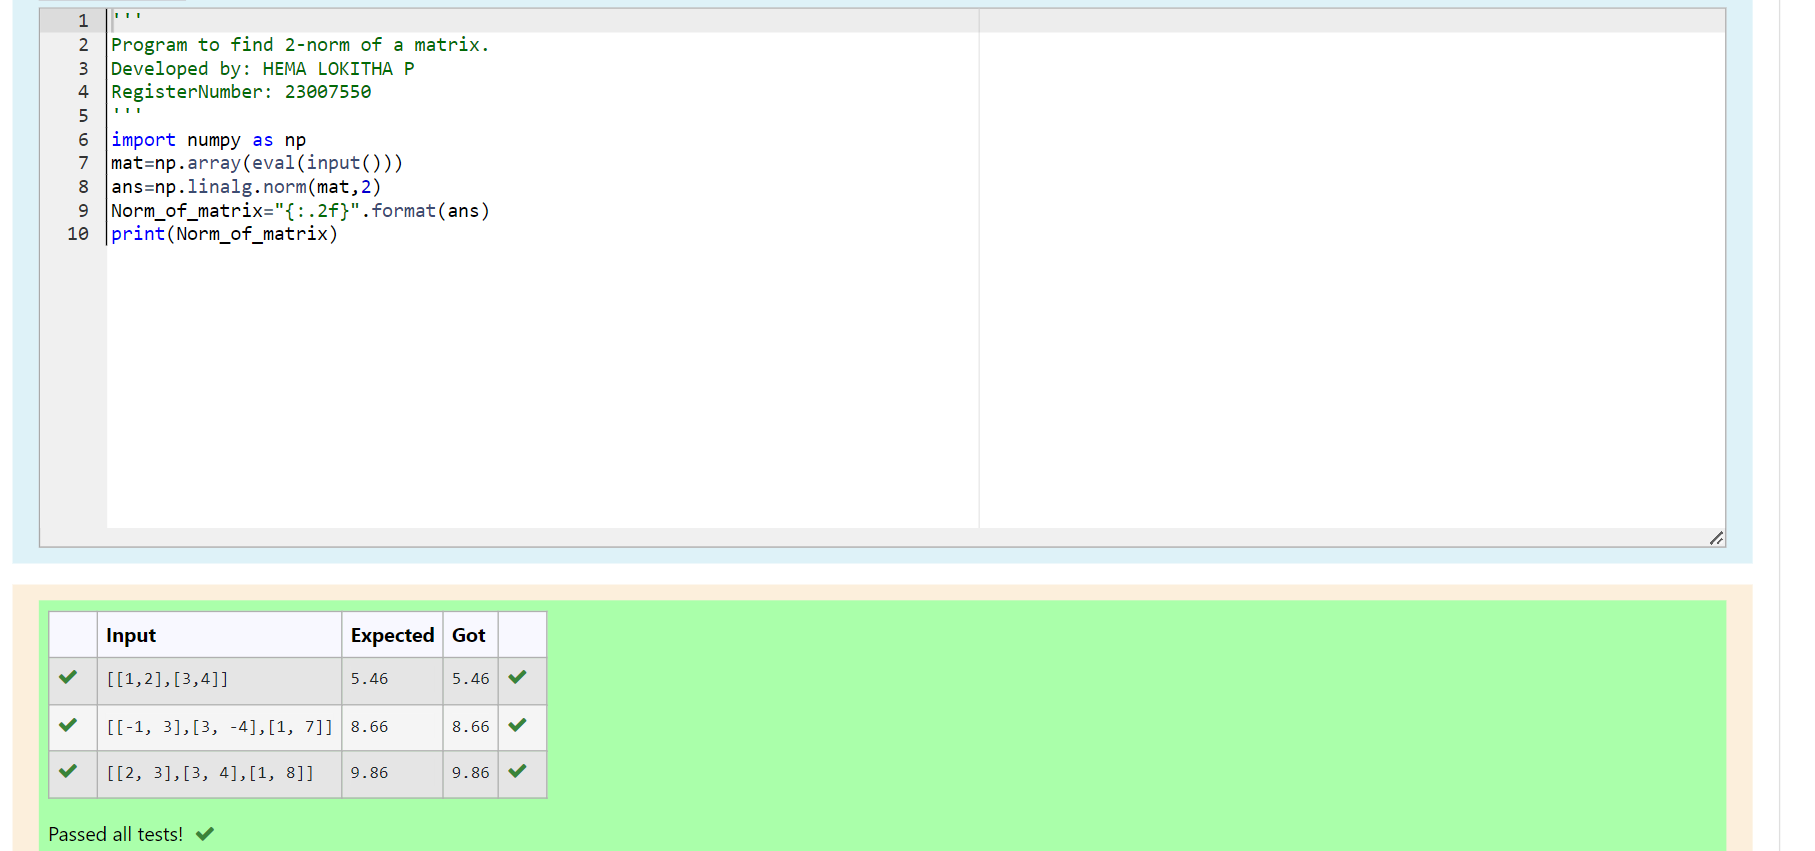 1 '''
2 Program to find 2-norm of a matrix.
3 Developed by: HEMA LOKITHA P
4 RegisterNumber: 23007550
5 '''
6 import numpy as np
7 mat=np.array(eval(input()))
8 ans=np.linalg.norm(mat,2)
9 Norm_of_matrix="{:.2f}".format(ans)
10 print(Norm_of_matrix)
Input Expected Got
[[1,2],[3,4]] 5.46 5.46
[[-1, 3],[3, -4],[1, 7]] 8.66 8.66
[[2, 3],[3, 4],[1, 8]] 9.86 9.86
Passed all tests!